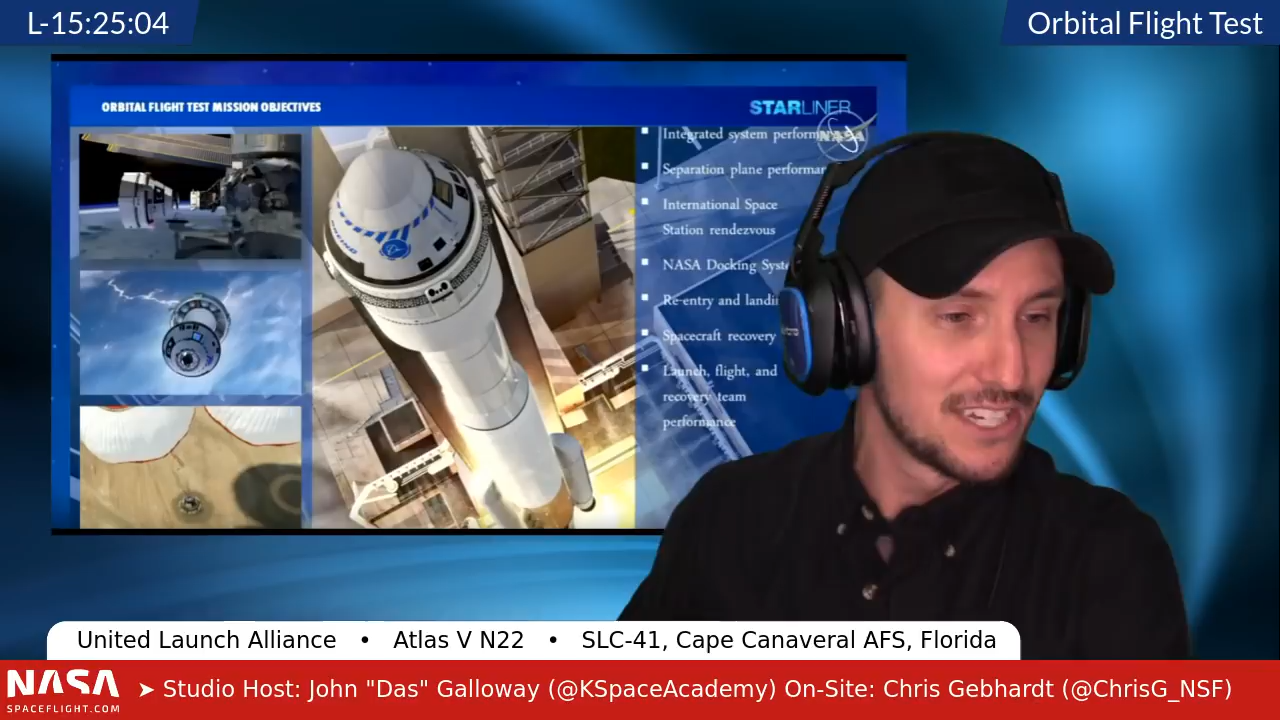 L-15:25:04
Orbital Flight Test
ORBITAL FLIGHT TEST MISSION OBJECTIVES
STARLINER
NASA
Integrated system perform
Separation plane performan
International Space
Station rendezvous
NASA Docking Syste
Re-entry and landi
Spacecraft recovery
Launch, flight, and
recovery team
performance
BOEING
United Launch Alliance • Atlas V N22 • SLC-41, Cape Canaveral AFS, Florida
NASA
SPACEFLIGHT.COM
➤ Studio Host: John "Das" Galloway (@KSpaceAcademy) On-Site: Chris Gebhardt (@ChrisG_NSF)